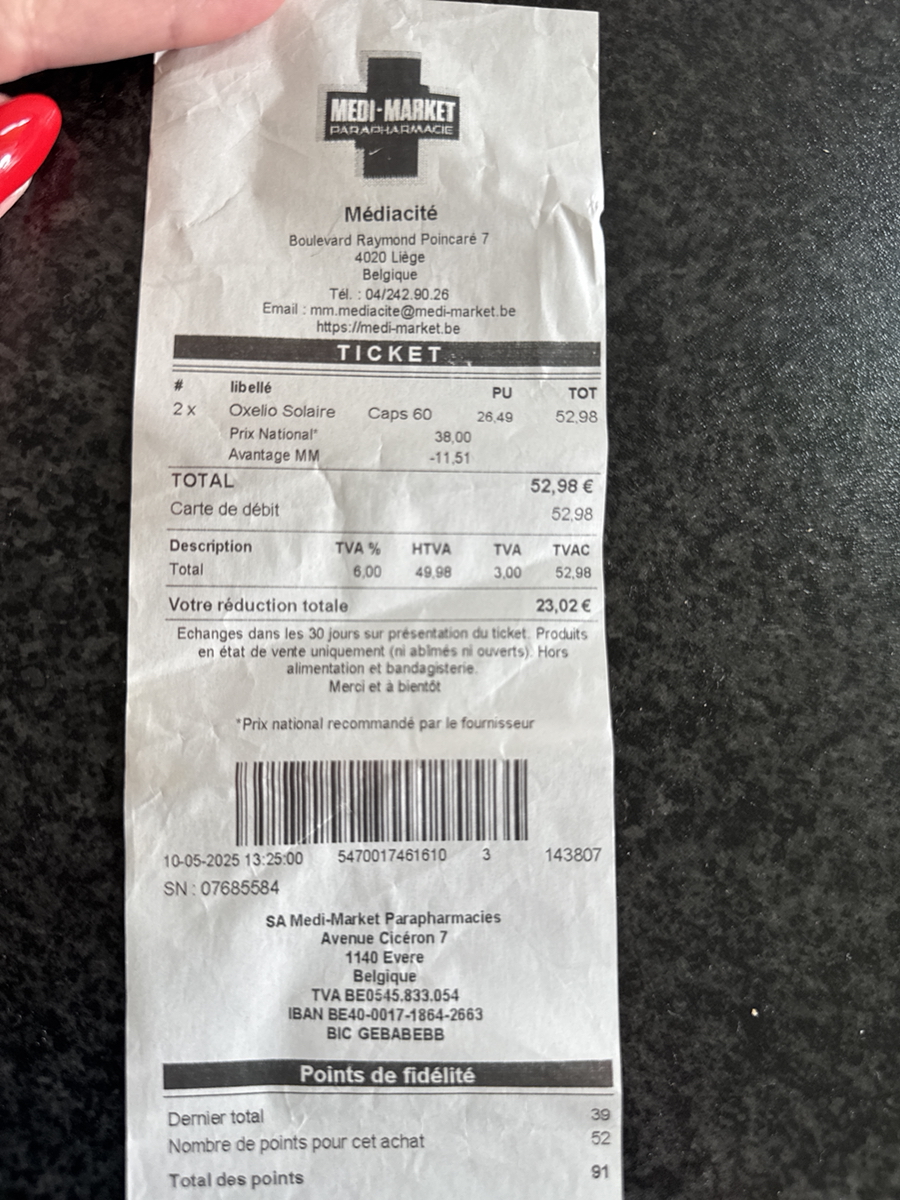 MEDI-MARKET
PARAPHARMACIE
Médiacité
Boulevard Raymond Poincaré 7
4020 Liège
Belgique
Tél. : 04/242.90.26
Email : mm.mediacite@medi-market.be
https://medi-market.be
TICKET
# libellé PU TOT
2 x Oxelio Solaire Caps 60 26,49 52,98
Prix National* 38,00
Avantage MM -11,51
TOTAL 52,98 €
Carte de débit 52,98
Description TVA % HTVA TVA TVAC
Total 6,00 49,98 3,00 52,98
Votre réduction totale 23,02 €
Echanges dans les 30 jours sur présentation du ticket. Produits
en état de vente uniquement (ni abîmés ni ouverts). Hors
alimentation et bandagisterie.
Merci et à bientôt
*Prix national recommandé par le fournisseur
10-05-2025 13:25:00 5470017461610 3 143807
SN : 07685584
SA Medi-Market Parapharmacies
Avenue Cicéron 7
1140 Evere
Belgique
TVA BE0545.833.054
IBAN BE40-0017-1864-2663
BIC GEBABEBB
Points de fidélité
Dernier total 39
Nombre de points pour cet achat 52
Total des points 91